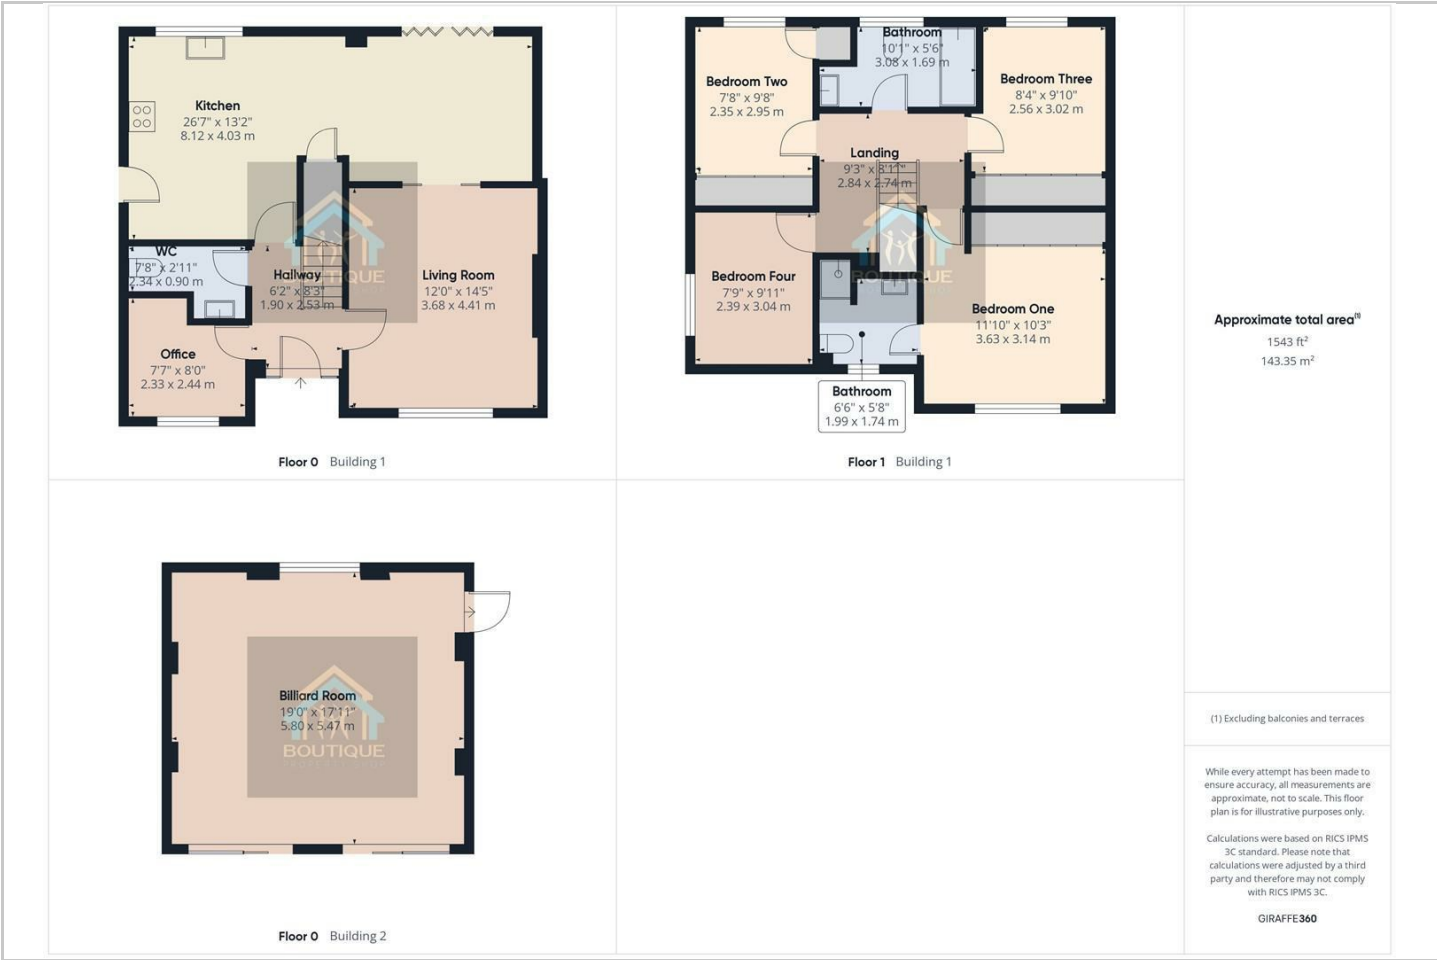 Kitchen
26'7" x 13'2"
8.12 x 4.03 m
WC
7'8" x 2'11"
2.34 x 0.90 m
Hallway
6'2" x 8'3"
1.90 x 2.53 m
Living Room
12'0" x 14'5"
3.68 x 4.41 m
Office
7'7" x 8'0"
2.33 x 2.44 m
BOUTIQUE
Floor 0 Building 1
Bedroom Two
7'8" x 9'8"
2.35 x 2.95 m
Bathroom
10'1" x 5'6"
3.08 x 1.69 m
Bedroom Three
8'4" x 9'10"
2.56 x 3.02 m
Landing
9'3" x 8'11"
2.84 x 2.74 m
BOUTIQUE
Bedroom Four
7'9" x 9'11"
2.39 x 3.04 m
Bedroom One
11'10" x 10'3"
3.63 x 3.14 m
Bathroom
6'6" x 5'8"
1.99 x 1.74 m
Floor 1 Building 1
Billiard Room
19'0" x 17'11"
5.80 x 5.47 m
BOUTIQUE
Floor 0 Building 2
Approximate total area(1)
1543 ft²
143.35 m²
(1) Excluding balconies and terraces
While every attempt has been made to
ensure accuracy, all measurements are
approximate, not to scale. This floor
plan is for illustrative purposes only.
Calculations were based on RICS IPMS
3C standard. Please note that
calculations were adjusted by a third
party and therefore may not comply
with RICS IPMS 3C.
GIRAFFE360